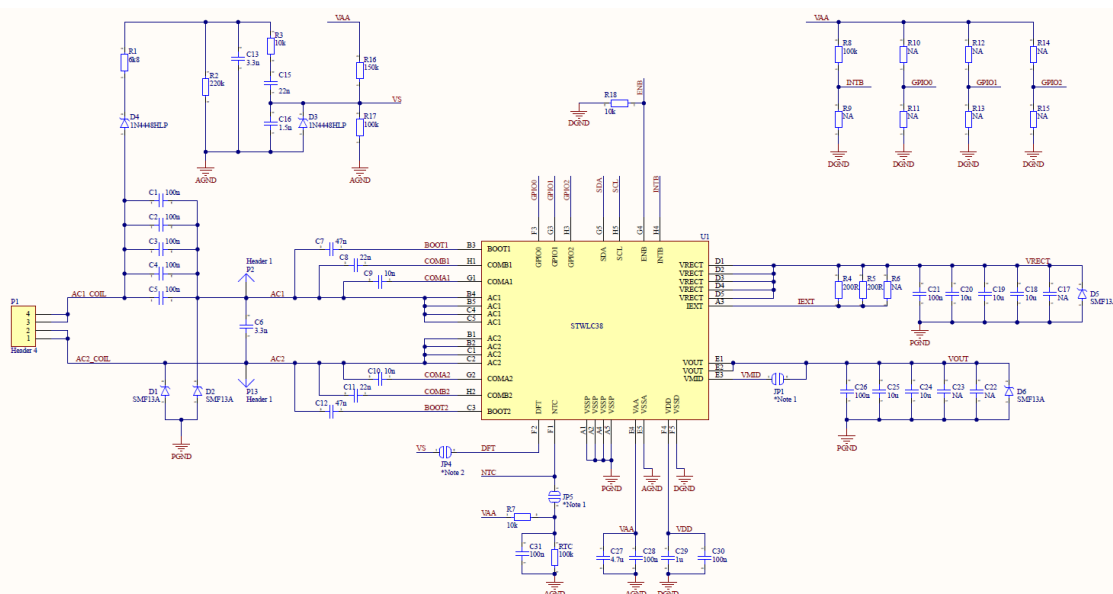 VAA
R1
6k8
R2
220k
C13
3.3n
R3
10k
C15
22n
C16
1.5n
D3
1N4448HLP
R16
150k
VS
R17
100k
D4
1N4448HLP
AGND
AGND
R18
10k
DGND
ENB
VAA
R8
100k
R10
NA
R12
NA
R14
NA
INTB
GPIO0
GPIO1
GPIO2
R9
NA
R11
NA
R13
NA
R15
NA
DGND
DGND
DGND
DGND
C1 100n
C2 100n
C3 100n
C4 100n
C5 100n
Header 1
P2
C7 47n
C8 22n
C9 10n
BOOT1
COMB1
COMA1
B3
H1
G1
GPIO0
GPIO1
GPIO2
SDA
SCL
INTB
F3
G3
H3
G5
H5
G4
H4
U1
BOOT1
COMB1
COMA1
GPIO0
GPIO1
GPIO2
SDA
SCL
ENB
INTB
P1
4
3
2
1
Header 4
AC1_COIL
AC1
B4
B5
C4
C5
AC1
AC1
AC1
AC1
C6
3.3n
STWLC38
B1
B2
C1
C2
AC2
AC2
AC2
AC2
AC2_COIL
AC2
C10 10n
C11 22n
C12 47n
COMA2
COMB2
BOOT2
G2
H2
C3
COMA2
COMB2
BOOT2
P13
Header 1
D1
SMF13A
D2
SMF13A
PGND
VRECT
VRECT
VRECT
VRECT
VRECT
IEXT
D1
D2
D3
D4
D5
A3
VRECT
IEXT
R4
200R
R5
200R
R6
NA
C21
100n
C20
10u
C19
10u
C18
10u
C17
NA
D5
SMF13A
PGND
VOUT
VOUT
VMID
E1
E2
E3
VMID
JP1
*Note 1
VOUT
C26
100u
C25
10u
C24
10u
C23
NA
C22
NA
D6
SMF13A
PGND
DFT
NTC
VSSP
VSSP
VSSP
VSSP
VAA
VSSA
VDD
VSSD
F2
F1
A1
A2
A4
A5
E4
E5
F4
F5
VS
JP4
*Note 2
DFT
NTC
PGND
AGND
DGND
JP5
*Note 1
VAA
R7
10k
C31
100n
RTC
100k
AGND
VAA
C27
4.7u
C28
100n
AGND
VDD
C29
1u
C30
100n
DGND